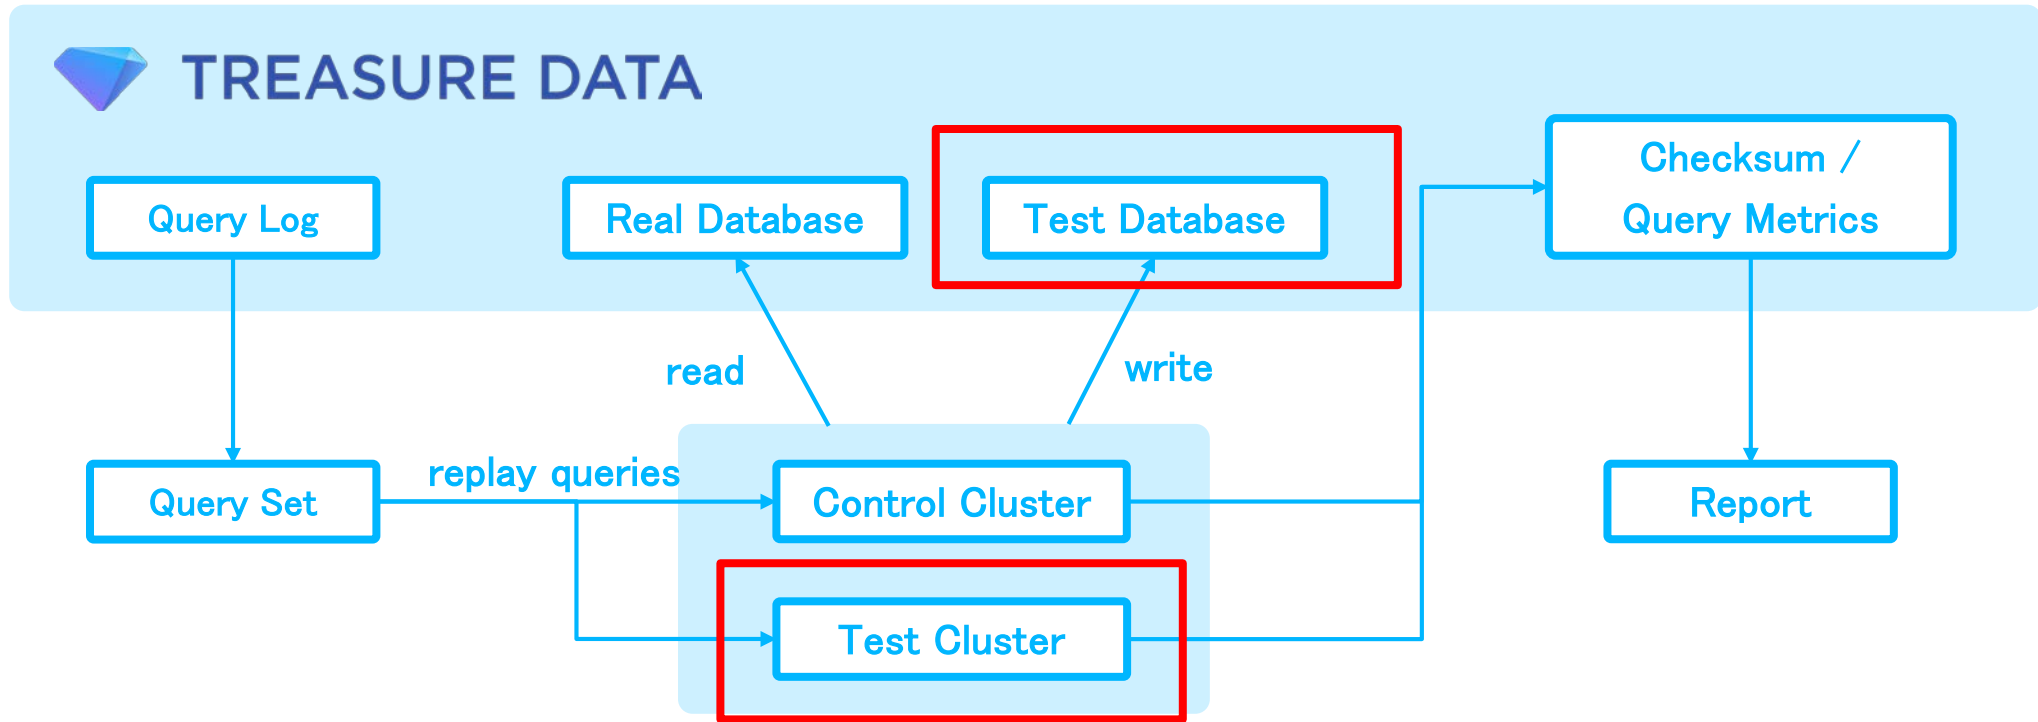 TREASURE DATA
Query Log
Real Database
Test Database
Checksum /
Query Metrics
read
write
Query Set
replay queries
Control Cluster
Report
Test Cluster